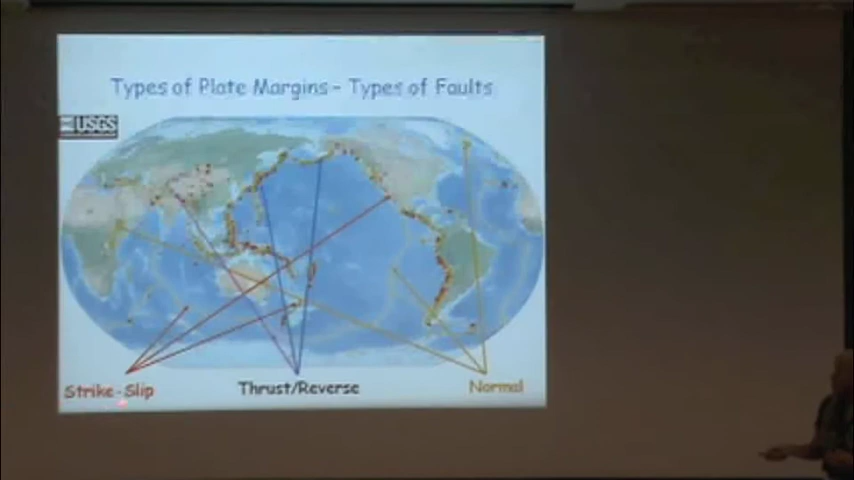 Types of Plate Margins - Types of Faults
USGS
Strike-Slip
Thrust/Reverse
Normal